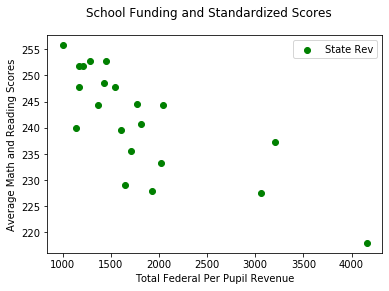 School Funding and Standardized Scores
State Rev
Average Math and Reading Scores
255
250
245
240
235
230
225
220
1000 1500 2000 2500 3000 3500 4000
Total Federal Per Pupil Revenue